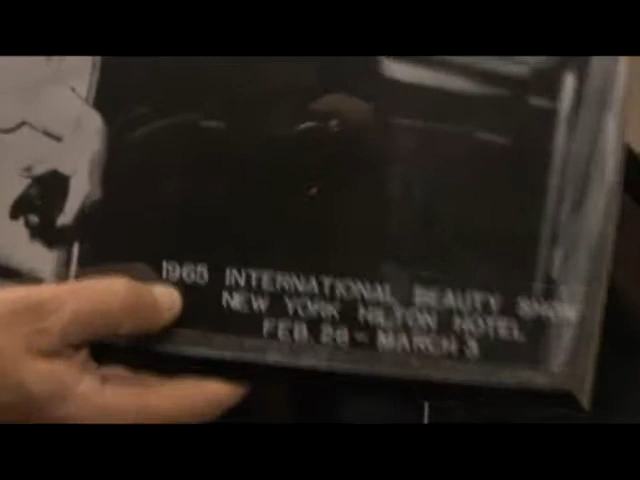 1965 INTERNATIONAL BEAUTY SHOW
NEW YORK HILTON HOTEL
FEB. 28 - MARCH 3